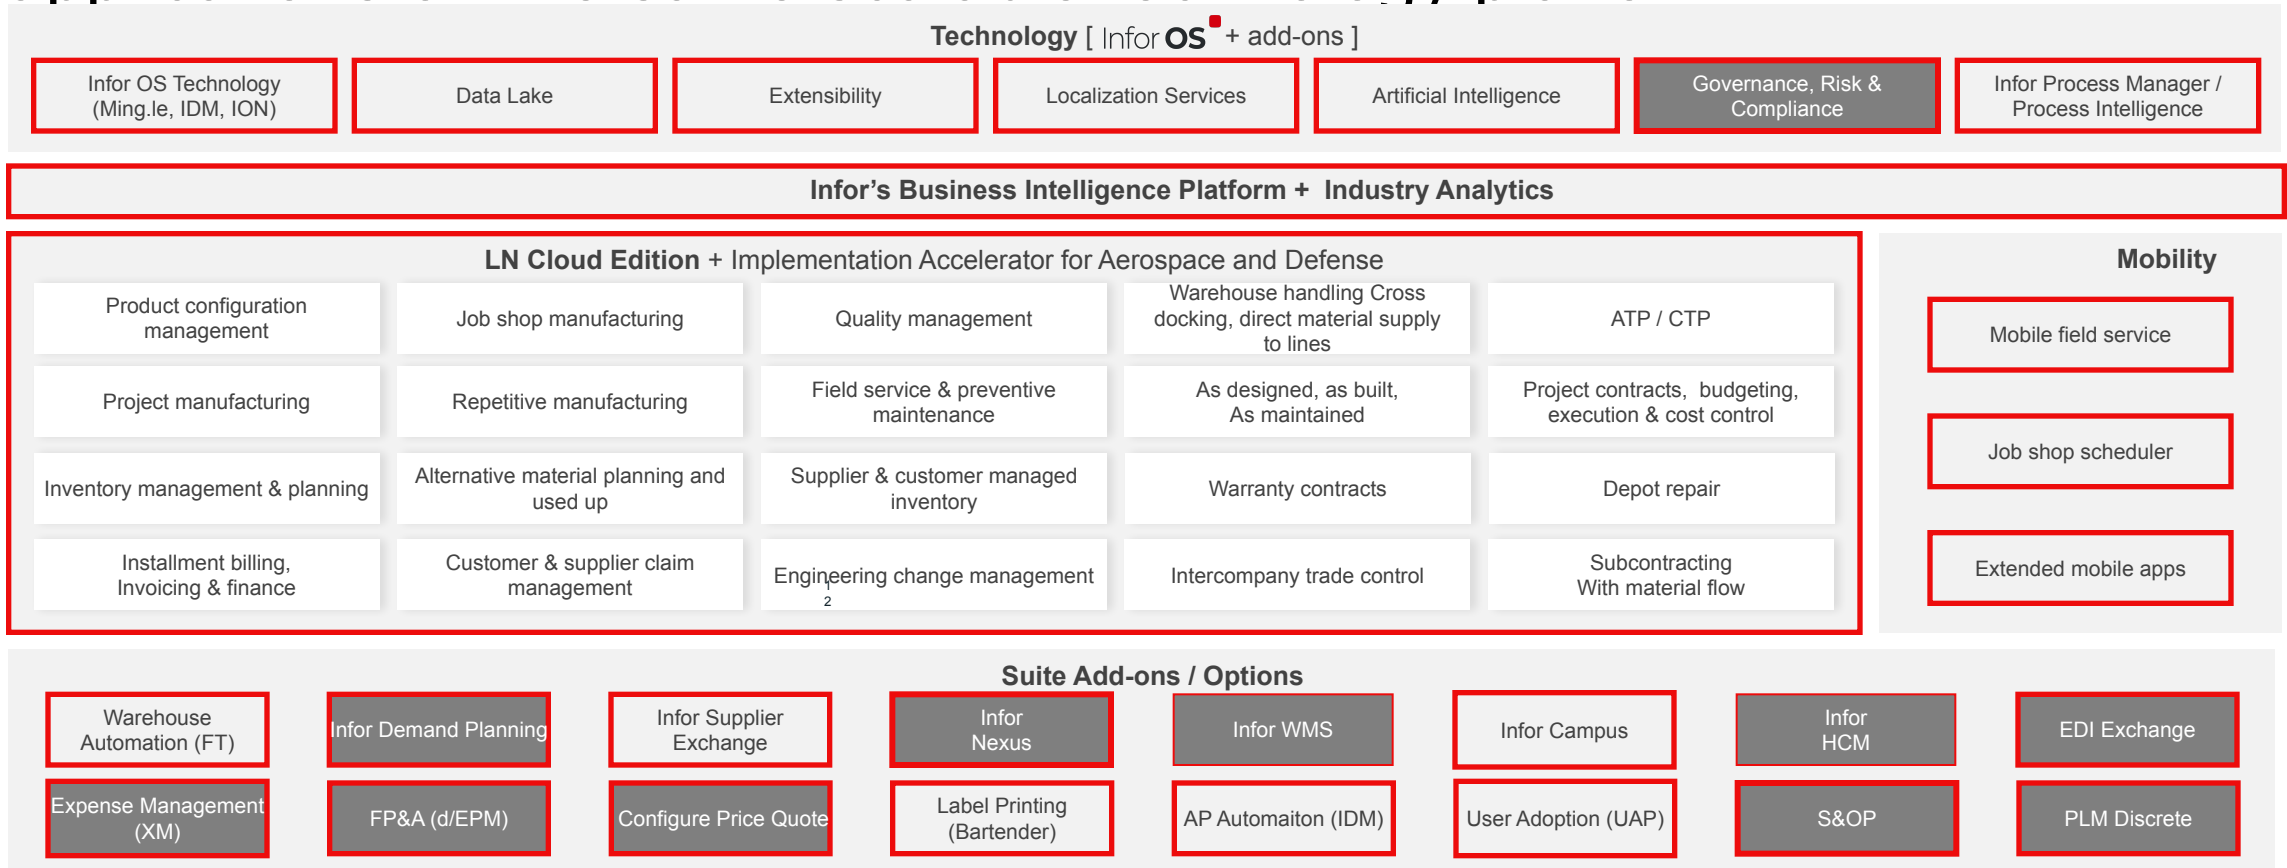 Technology [ Infor OS + add-ons ]
Infor OS Technology
(Ming.le, IDM, ION)
Data Lake
Extensibility
Localization Services
Artificial Intelligence
Governance, Risk &
Compliance
Infor Process Manager /
Process Intelligence
Infor's Business Intelligence Platform + Industry Analytics
LN Cloud Edition + Implementation Accelerator for Aerospace and Defense
Product configuration
management
Job shop manufacturing
Quality management
Warehouse handling Cross
docking, direct material supply
to lines
ATP / CTP
Project manufacturing
Repetitive manufacturing
Field service & preventive
maintenance
As designed, as built,
As maintained
Project contracts, budgeting,
execution & cost control
Inventory management & planning
Alternative material planning and
used up
Supplier & customer managed
inventory
Warranty contracts
Depot repair
Installment billing,
Invoicing & finance
Customer & supplier claim
management
Engineering change management
1
2
Intercompany trade control
Subcontracting
With material flow
Mobility
Mobile field service
Job shop scheduler
Extended mobile apps
Suite Add-ons / Options
Warehouse
Automation (FT)
Infor Demand Planning
Infor Supplier
Exchange
Infor
Nexus
Infor WMS
Infor Campus
Infor
HCM
EDI Exchange
Expense Management
(XM)
FP&A (d/EPM)
Configure Price Quote
Label Printing
(Bartender)
AP Automaiton (IDM)
User Adoption (UAP)
S&OP
PLM Discrete